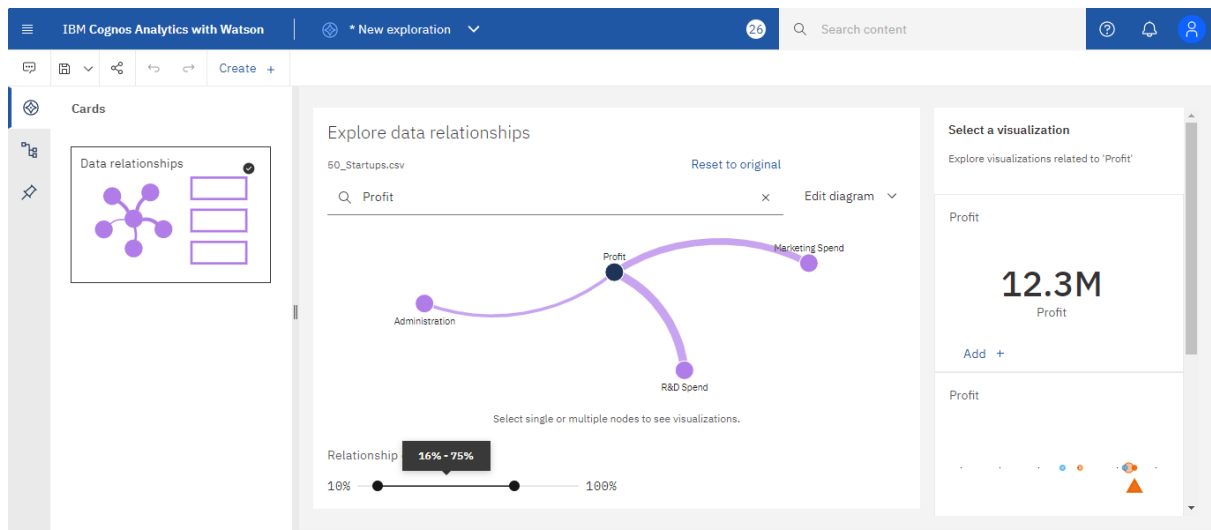 IBM Cognos Analytics with Watson
* New exploration
26
Search content
Create +
Cards
Data relationships
Explore data relationships
50_Startups.csv
Reset to original
Profit
Edit diagram
Profit
Marketing Spend
Administration
R&D Spend
Select single or multiple nodes to see visualizations.
Relationship
16% - 75%
10%
100%
Select a visualization
Explore visualizations related to 'Profit'
Profit
12.3M
Profit
Add +
Profit